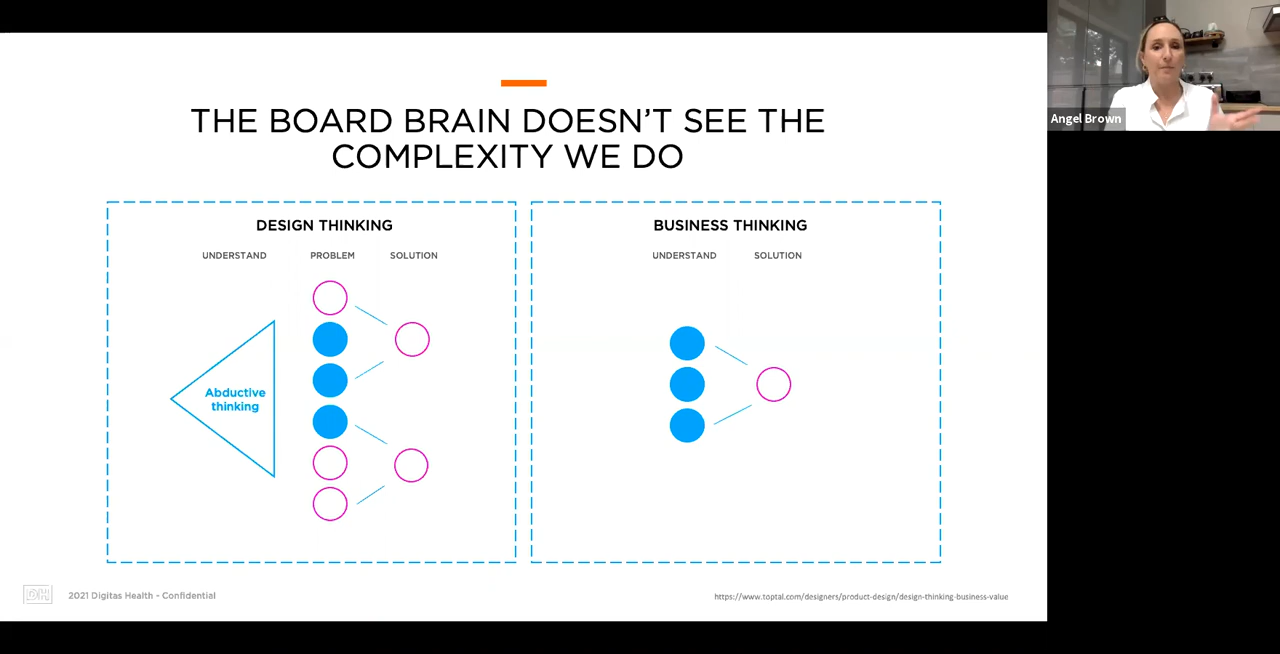 THE BOARD BRAIN DOESN'T SEE THE
COMPLEXITY WE DO
DESIGN THINKING
UNDERSTAND PROBLEM SOLUTION
Abductive
thinking
BUSINESS THINKING
UNDERSTAND SOLUTION
2021 Digitas Health - Confidential
https://www.toptal.com/designers/product-design/design-thinking-business-value
Angel Brown